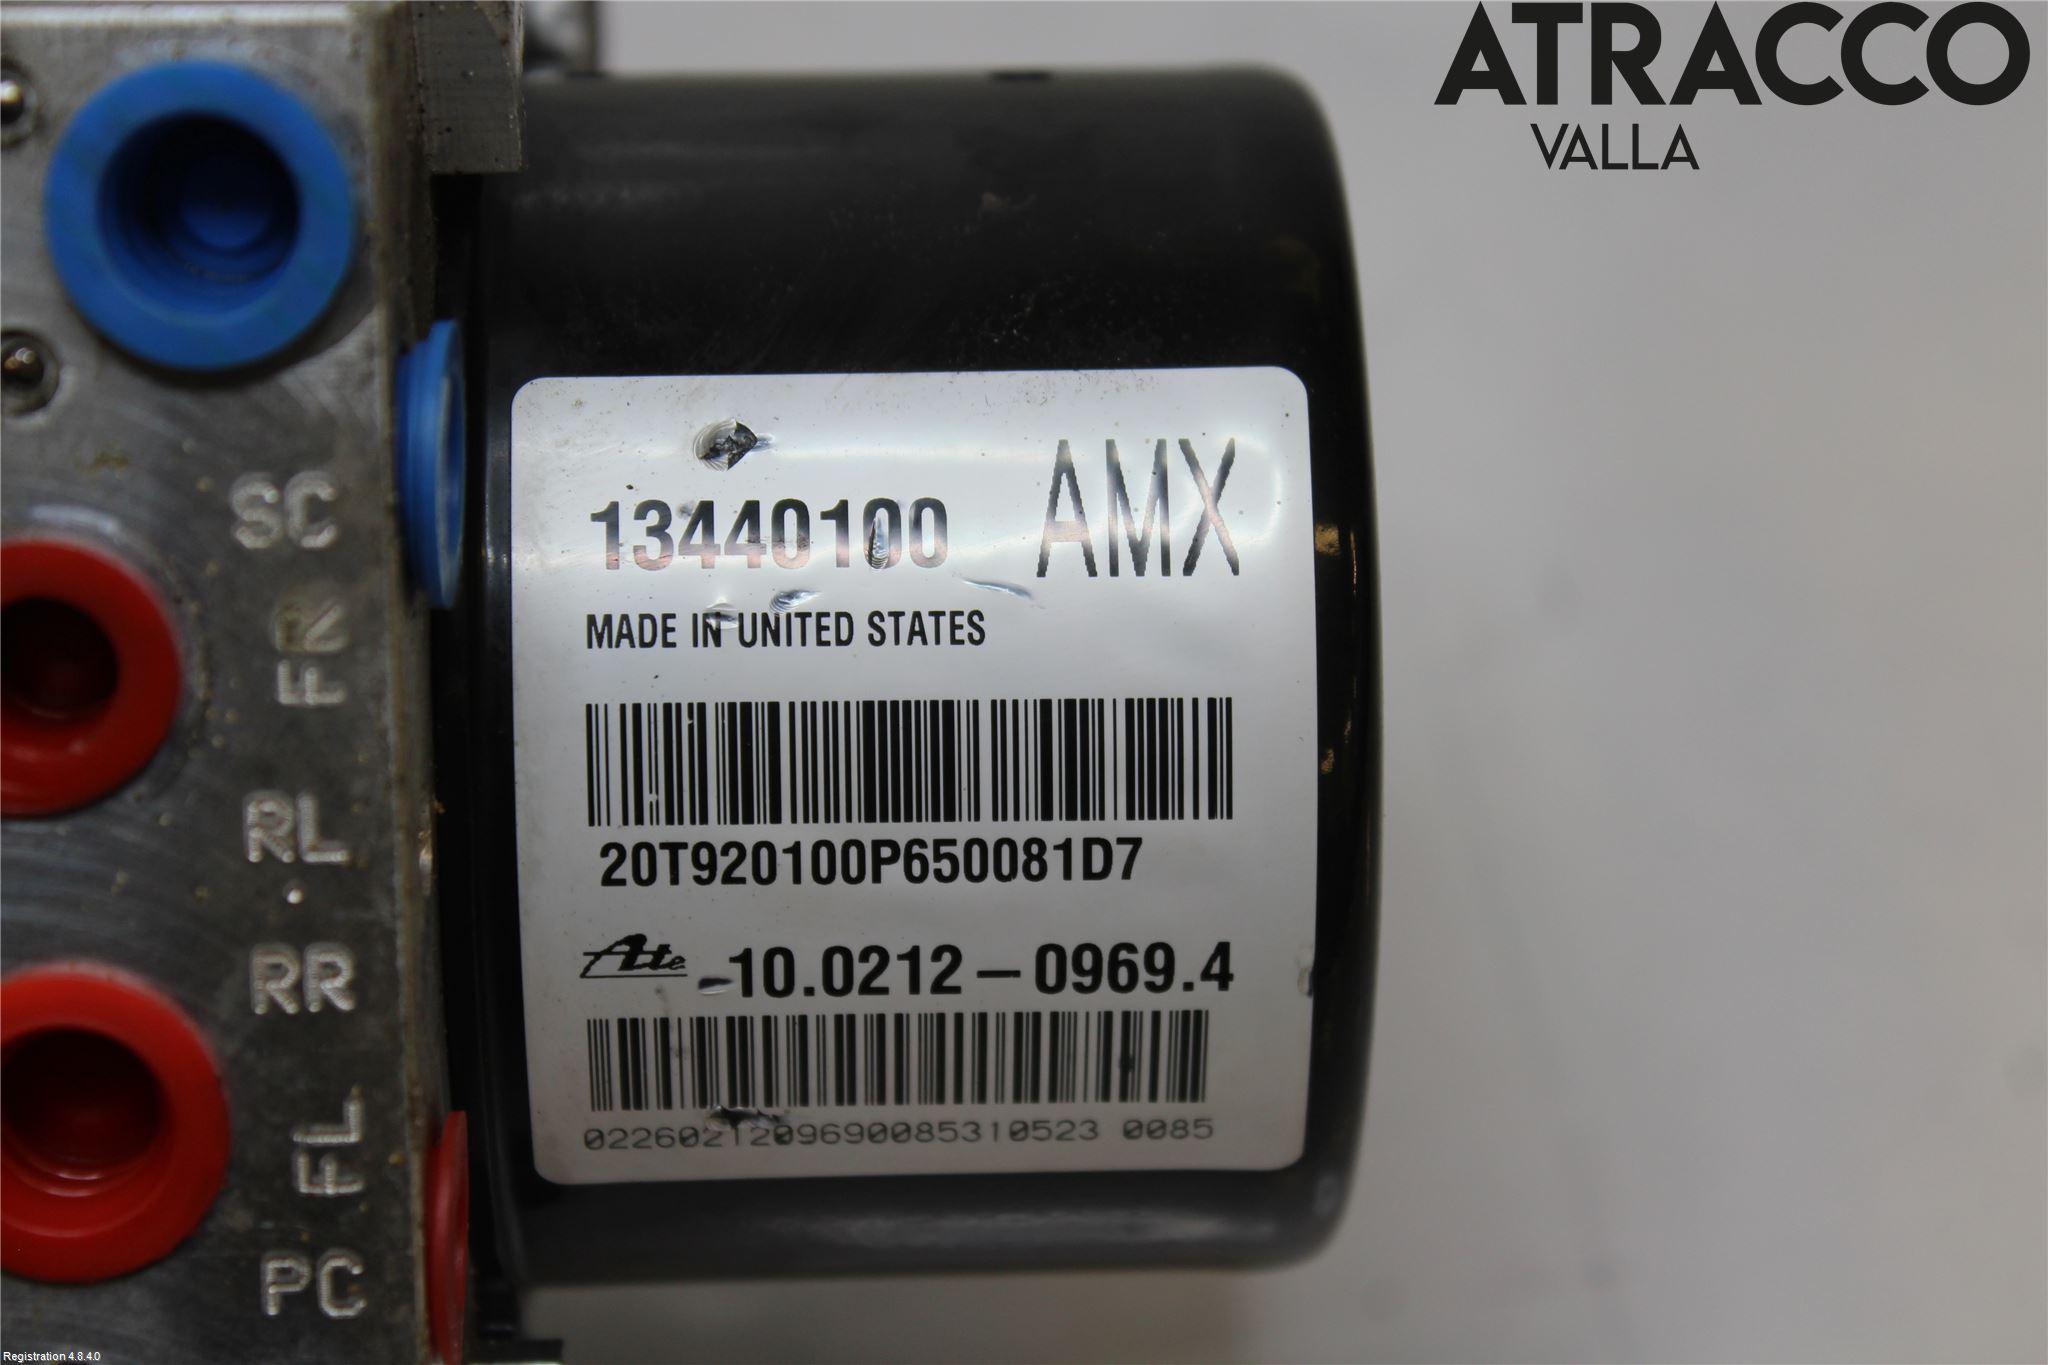 ATRACCO
VALLA
SC
FR
RL
RR
FL
PC
13440100 AMX
MADE IN UNITED STATES
20T920100P650081D7
Ate 10.0212-0969.4
0226021209690085310523 0085
Registration 4.8.4.0